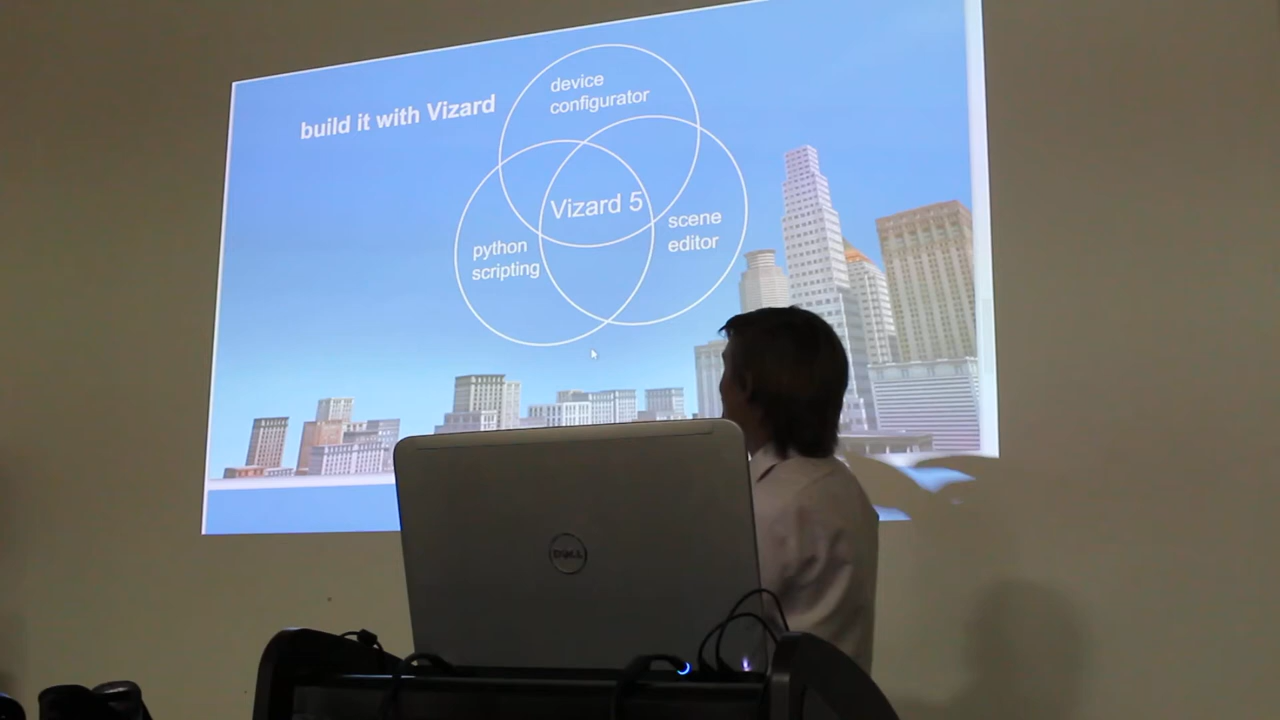 build it with Vizard
device
configurator
Vizard 5
python
scripting
scene
editor
DELL